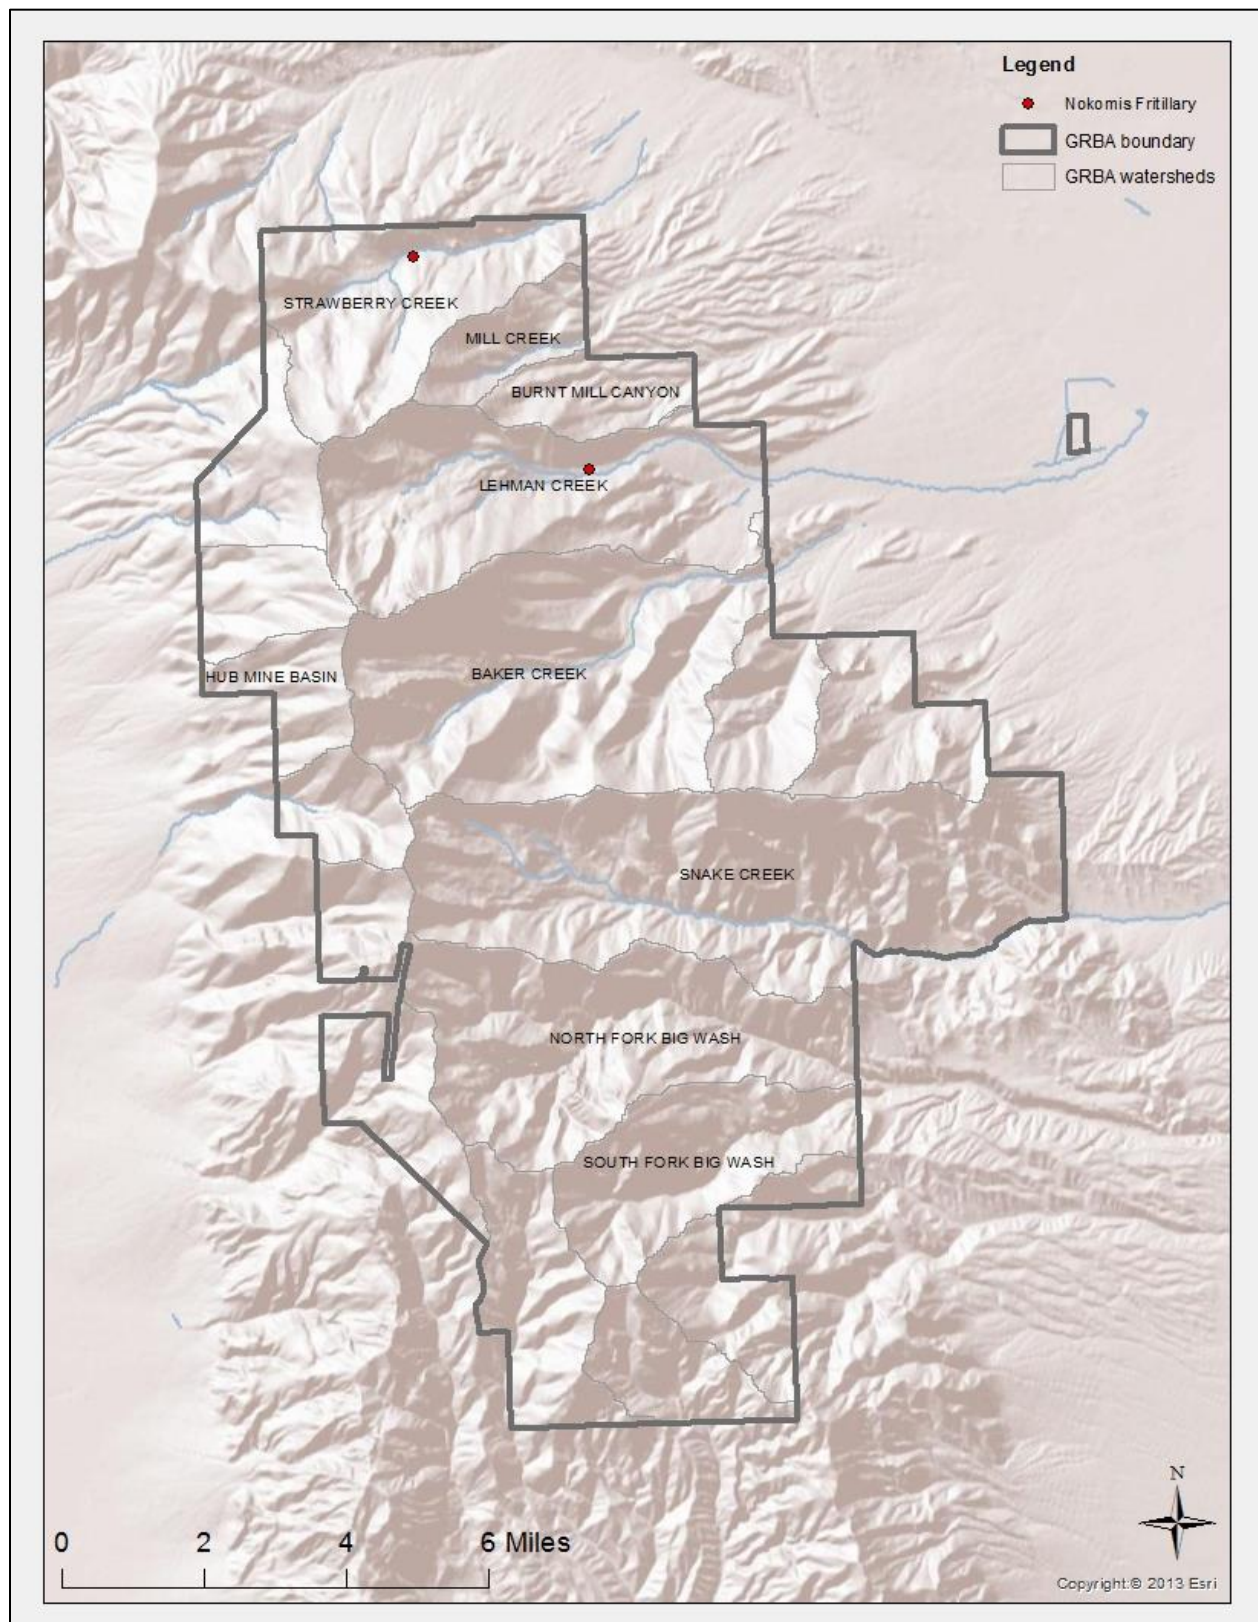 Legend
Nokomis Fritillary
GRBA boundary
GRBA watersheds
STRAWBERRY CREEK
MILL CREEK
BURNT MILL CANYON
LEHMAN CREEK
HUB MINE BASIN
BAKER CREEK
SNAKE CREEK
NORTH FORK BIG WASH
SOUTH FORK BIG WASH
N
0 2 4 6 Miles
Copyright:© 2013 Esri